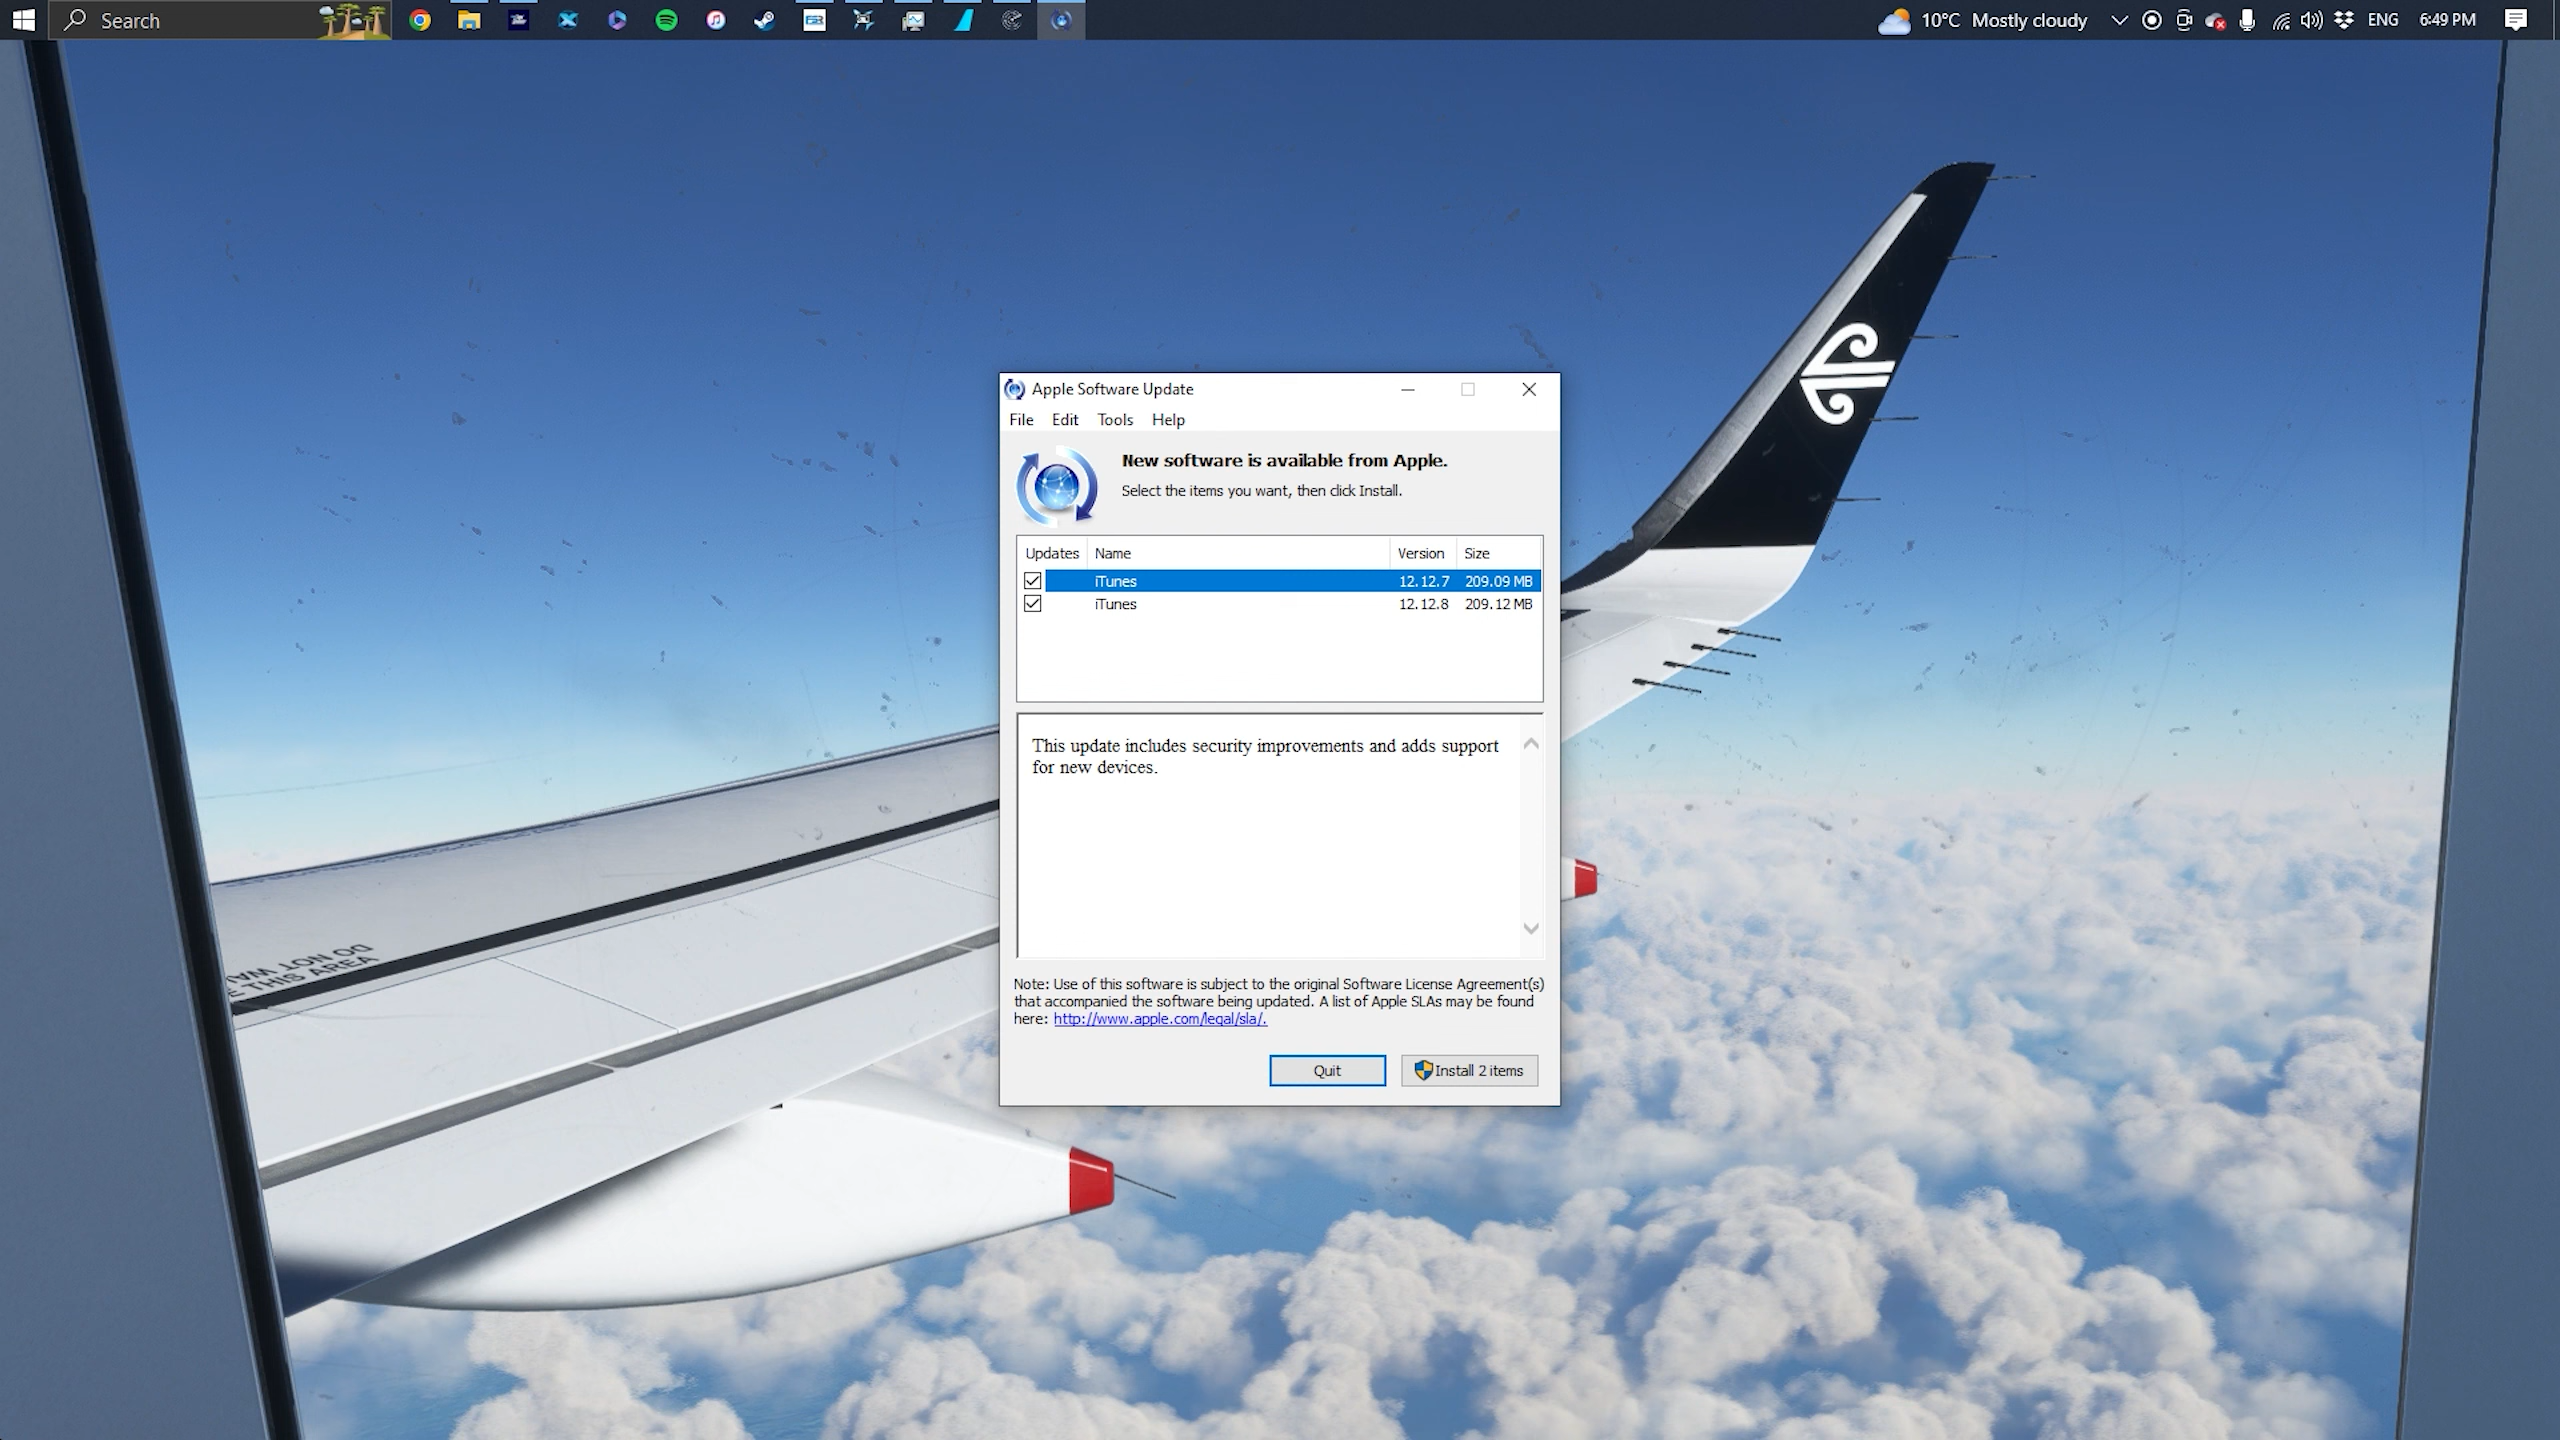 Search
10°C Mostly cloudy
ENG
6:49 PM
Apple Software Update
File Edit Tools Help
New software is available from Apple.
Select the items you want, then click Install.
Updates Name Version Size
iTunes 12.12.7 209.09 MB
iTunes 12.12.8 209.12 MB
This update includes security improvements and adds support
for new devices.
Note: Use of this software is subject to the original Software License Agreement(s)
that accompanied the software being updated. A list of Apple SLAs may be found
here: http://www.apple.com/legal/sla/.
Quit
Install 2 items
DO NOT WA
E THIS AREA